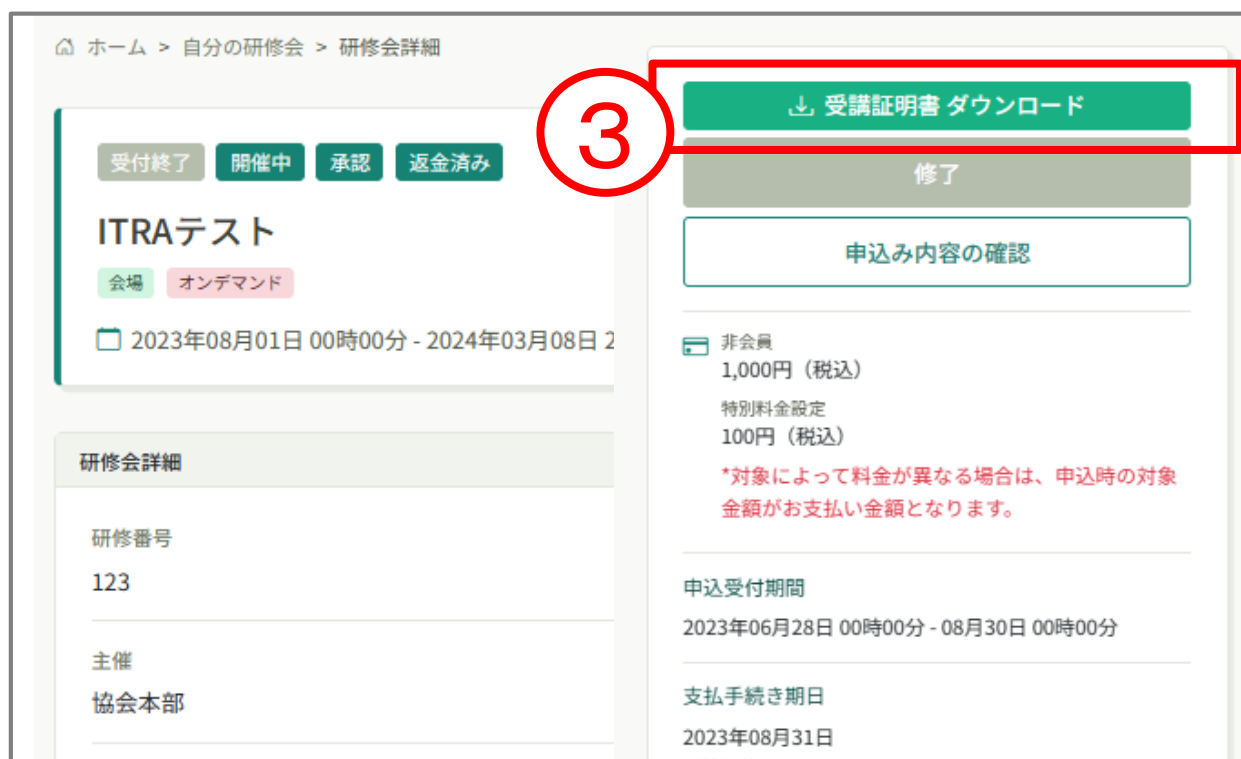 ホーム > 自分の研修会 > 研修会詳細
受付終了 開催中 承認 返金済み
ITRAテスト
会場 オンデマンド
2023年08月01日 00時00分 - 2024年03月08日 2
研修会詳細
研修番号
123
主催
協会本部
③
受講証明書 ダウンロード
修了
申込み内容の確認
非会員
1,000円（税込）
特別料金設定
100円（税込）
*対象によって料金が異なる場合は、申込時の対象
金額がお支払い金額となります。
申込受付期間
2023年06月28日 00時00分 - 08月30日 00時00分
支払手続き期日
2023年08月31日